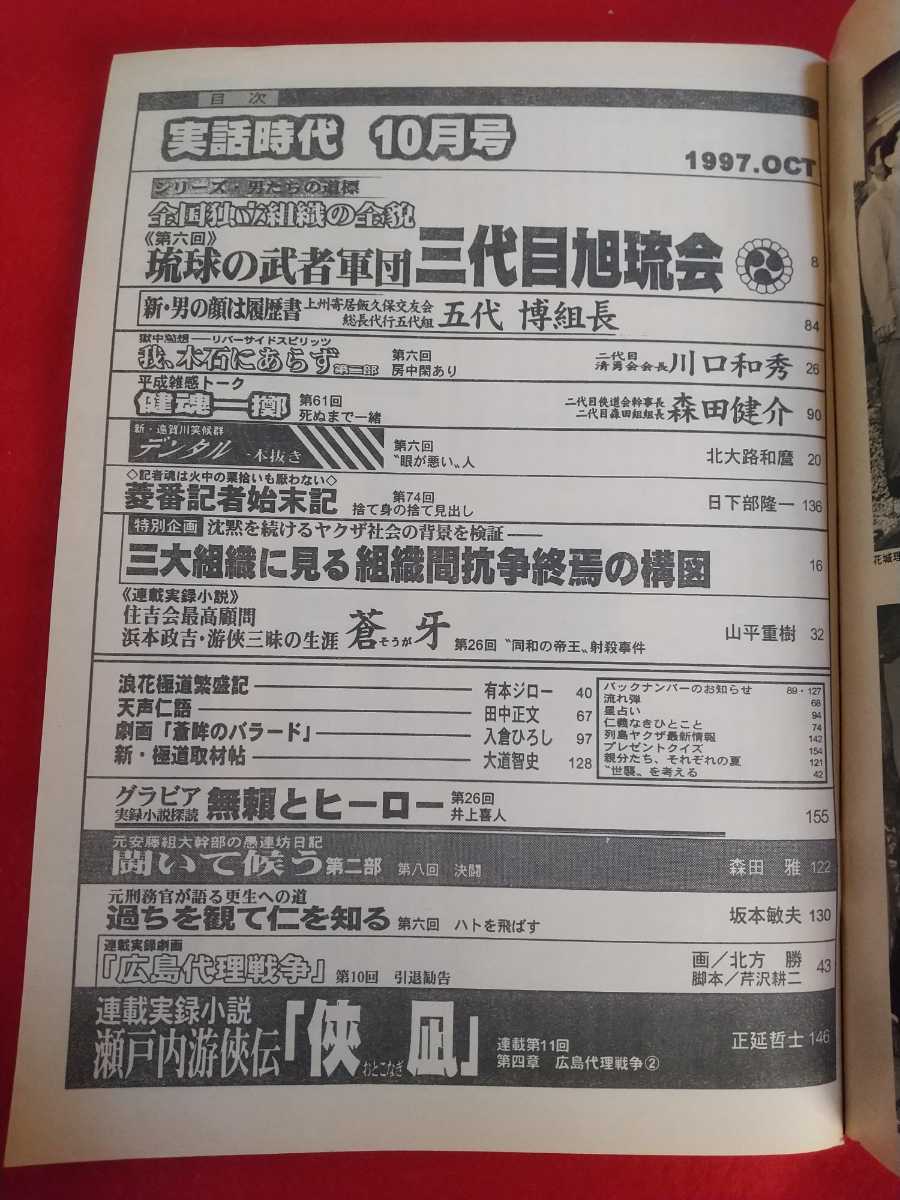 目次
実話時代 10月号
1997.OCT
シリーズ・男たちの道標
全国独立組織の全貌
《第六回》
琉球の武者軍団 三代目旭琉会 8
新・男の顔は履歴書 上州寄居飯久保交友会
総長代行五代組 五代 博組長 84
獄中随想――リバーサイドスピリッツ
我、木石にあらず 第二部 第六回
房中閑あり
二代目
清勇会会長 川口和秀 26
平成雑感トーク
健魂一擲 第61回
死ぬまで一緒
二代目侠道会幹事長
二代目森田組組長 森田健介 90
新・遠賀川笑候群
デンタル一本抜き 第六回
〝眼が悪い〟人 北大路和麿 20
◇記者魂は火中の栗拾いも厭わない◇
菱番記者始末記 第74回
捨て身の捨て見出し 日下部隆一 136
特別企画 沈黙を続けるヤクザ社会の背景を検証――
三大組織に見る組織間抗争終焉の構図 16
《連載実録小説》
住吉会最高顧問
浜本政吉・游侠三昧の生涯 蒼牙 そうが 第26回 〝同和の帝王〟射殺事件 山平重樹 32
浪花極道繁盛記 有本ジロー 40
天声仁語 田中正文 67
劇画「蒼眸のバラード」 入倉ひろし 97
新・極道取材帖 大道智史 128
バックナンバーのお知らせ 89・127
流れ弾 68
星占い 94
仁義なきひとこと 74
列島ヤクザ最新情報 142
プレゼントクイズ 154
親分たち、それぞれの夏 121
〝世襲〟を考える 42
グラビア
実録小説探読 無頼とヒーロー 第26回
井上喜人 155
元安藤組大幹部の愚連坊日記
闘いて候う 第二部 第八回 決闘 森田 雅 122
元刑務官が語る更生への道
過ちを観て仁を知る 第六回 ハトを飛ばす 坂本敏夫 130
連載実録劇画
「広島代理戦争」 第10回 引退勧告 画／北方 勝
脚本／芹沢耕二 43
連載実録小説
瀬戸内游侠伝「侠凪」 おとこなぎ 連載第11回
第四章 広島代理戦争② 正延哲士 146